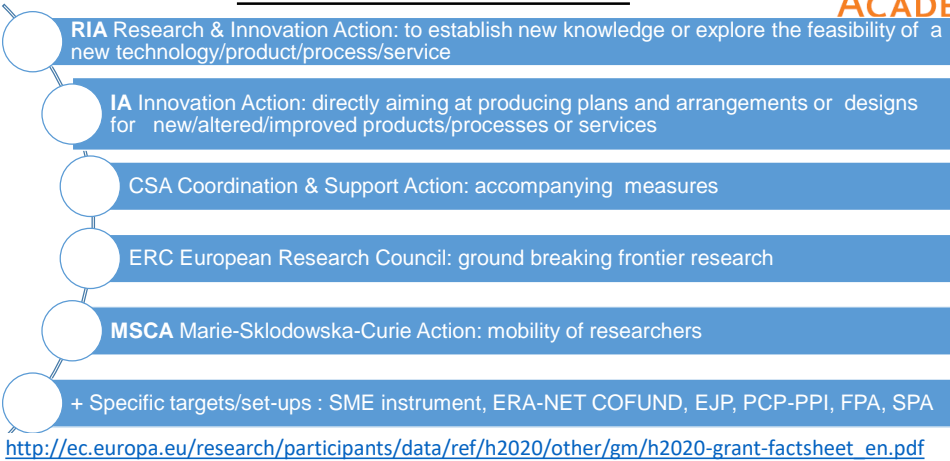 ACADE
RIA Research & Innovation Action: to establish new knowledge or explore the feasibility of a
new technology/product/process/service
IA Innovation Action: directly aiming at producing plans and arrangements or designs
for new/altered/improved products/processes or services
CSA Coordination & Support Action: accompanying measures
ERC European Research Council: ground breaking frontier research
MSCA Marie-Sklodowska-Curie Action: mobility of researchers
+ Specific targets/set-ups : SME instrument, ERA-NET COFUND, EJP, PCP-PPI, FPA, SPA
http://ec.europa.eu/research/participants/data/ref/h2020/other/gm/h2020-grant-factsheet_en.pdf